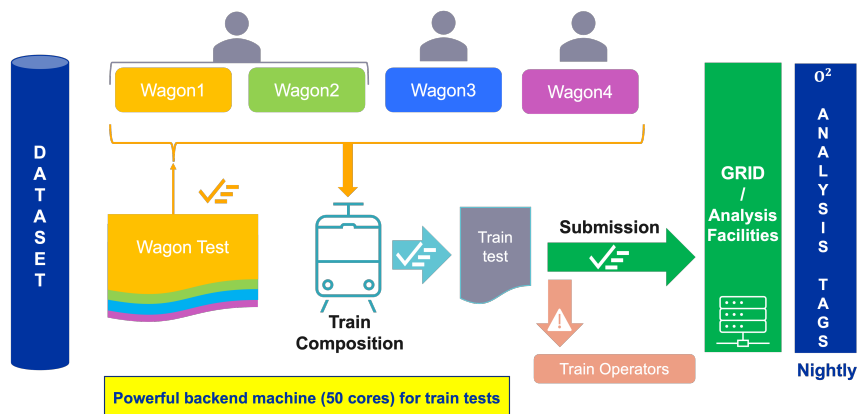 DATASET
Wagon1
Wagon2
Wagon3
Wagon4
Wagon Test
Train
Composition
Train
test
Submission
Train Operators
GRID
/
Analysis
Facilities
O²
ANALYSIS TAGS
Nightly
Powerful backend machine (50 cores) for train tests